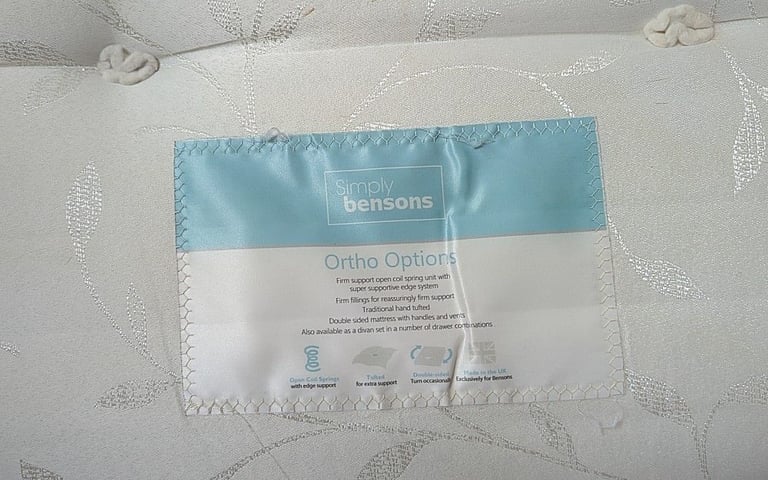 Simply
bensons
Ortho Options
Firm support open coil spring unit with
super supportive edge system
Firm fillings for reassuringly firm support
Traditional hand tufted
Double sided mattress with handles and vents
Also available as a divan set in a number of drawer combinations
Open Coil Springs
with edge support
Tufted
for extra support
Double-sided
Turn occasionally
Made in the UK
Exclusively for Bensons